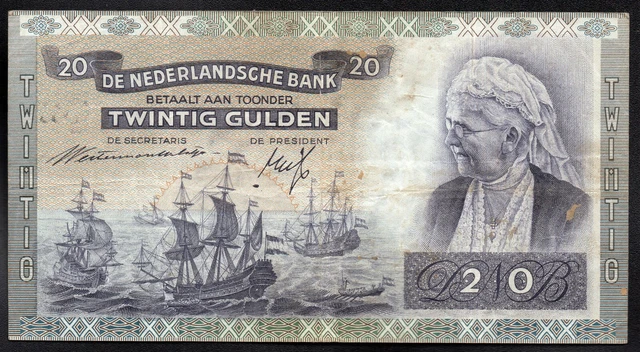 20 DE NEDERLANDSCHE BANK 20
BETAALT AAN TOONDER
TWINTIG GULDEN
DE SECRETARIS DE PRESIDENT
TWINTIG
TWINTIG
DNB
20